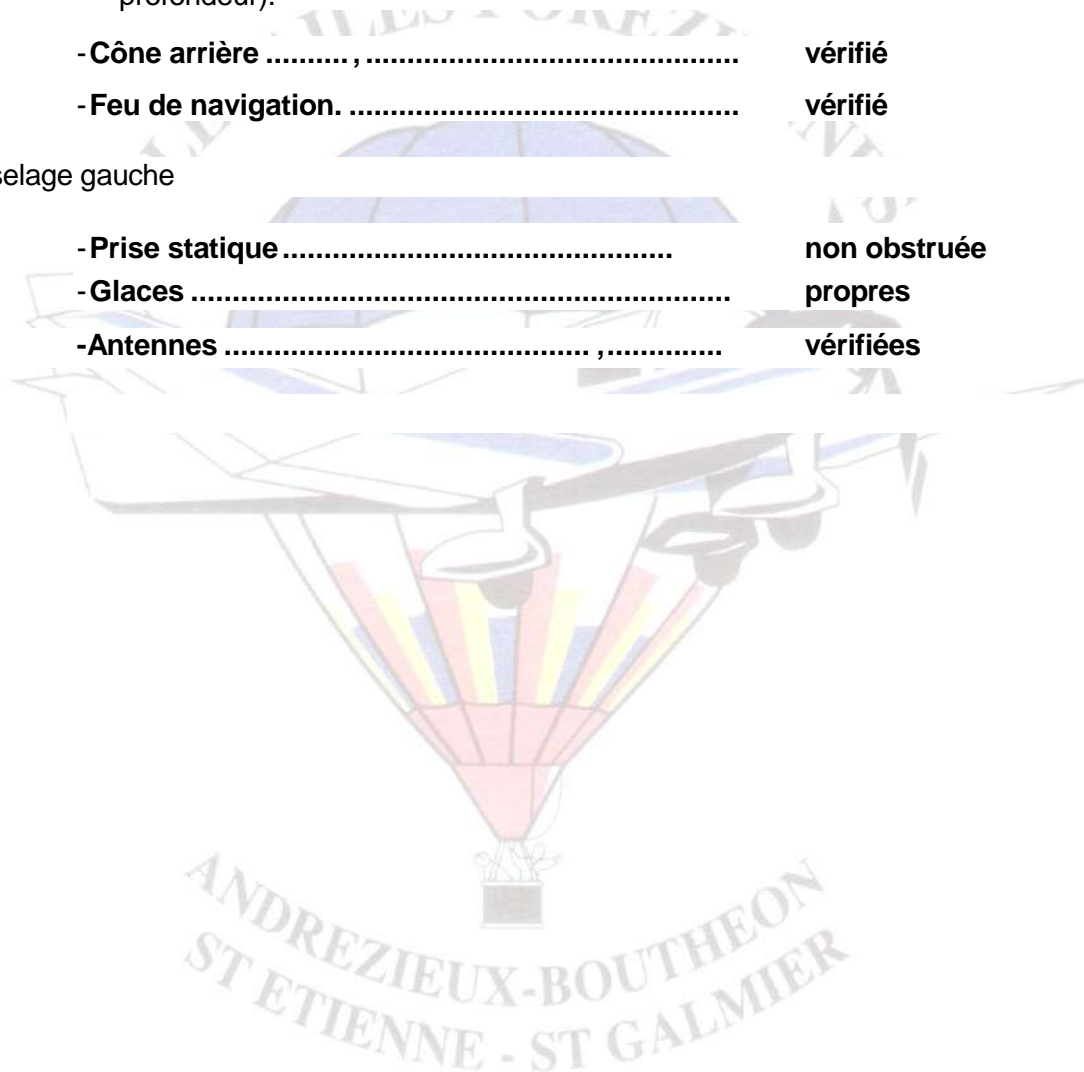 profondeur).
-Cône arrière .......... , ............................................. vérifié
-Feu de navigation. ............................................... vérifié
selage gauche
-Prise statique ............................................... non obstruée
-Glaces ................................................................. propres
-Antennes ............................................ ,.............. vérifiées
ANDREZIEUX-BOUTHEON
ST ETIENNE - ST GALMIER